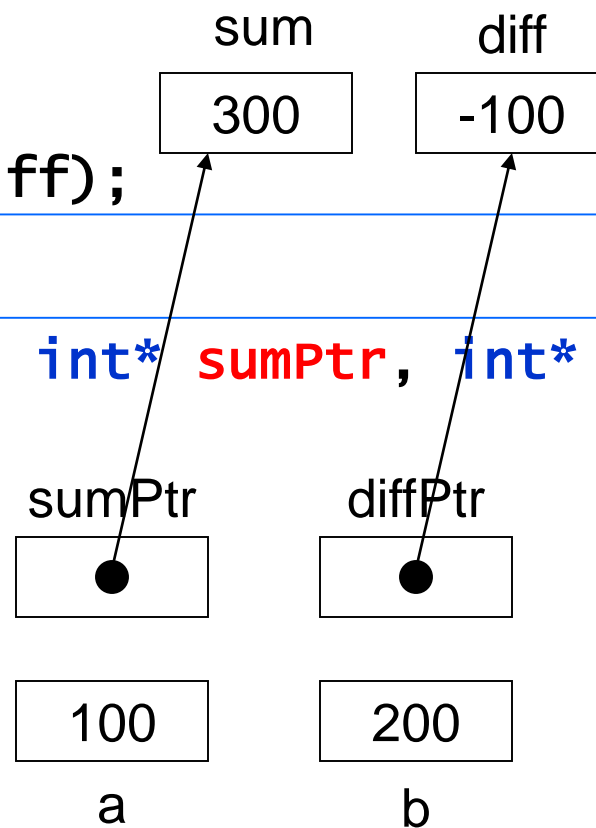 sum diff
300 -100
ff);
int* sumPtr, int*
sumPtr diffPtr
100 200
a b